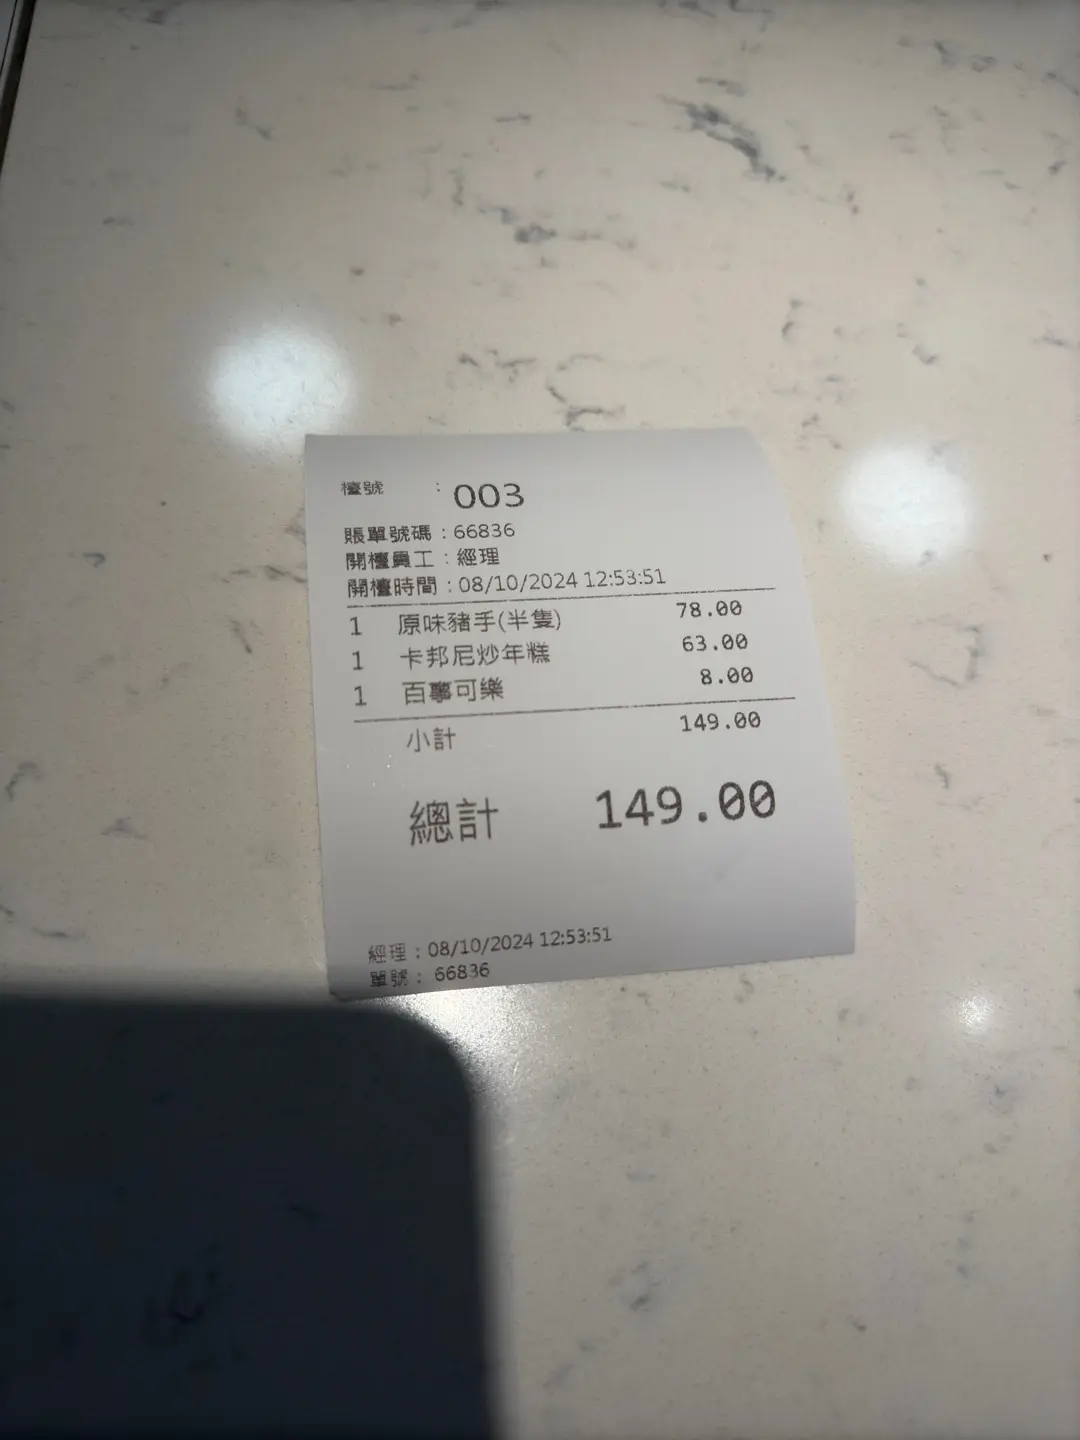 檯號 : 003
賬單號碼 : 66836
開檯員工 : 經理
開檯時間 : 08/10/2024 12:53:51
1 原味豬手(半隻) 78.00
1 卡邦尼炒年糕 63.00
1 百事可樂 8.00
小計 149.00
總計 149.00
經理 : 08/10/2024 12:53:51
單號 : 66836